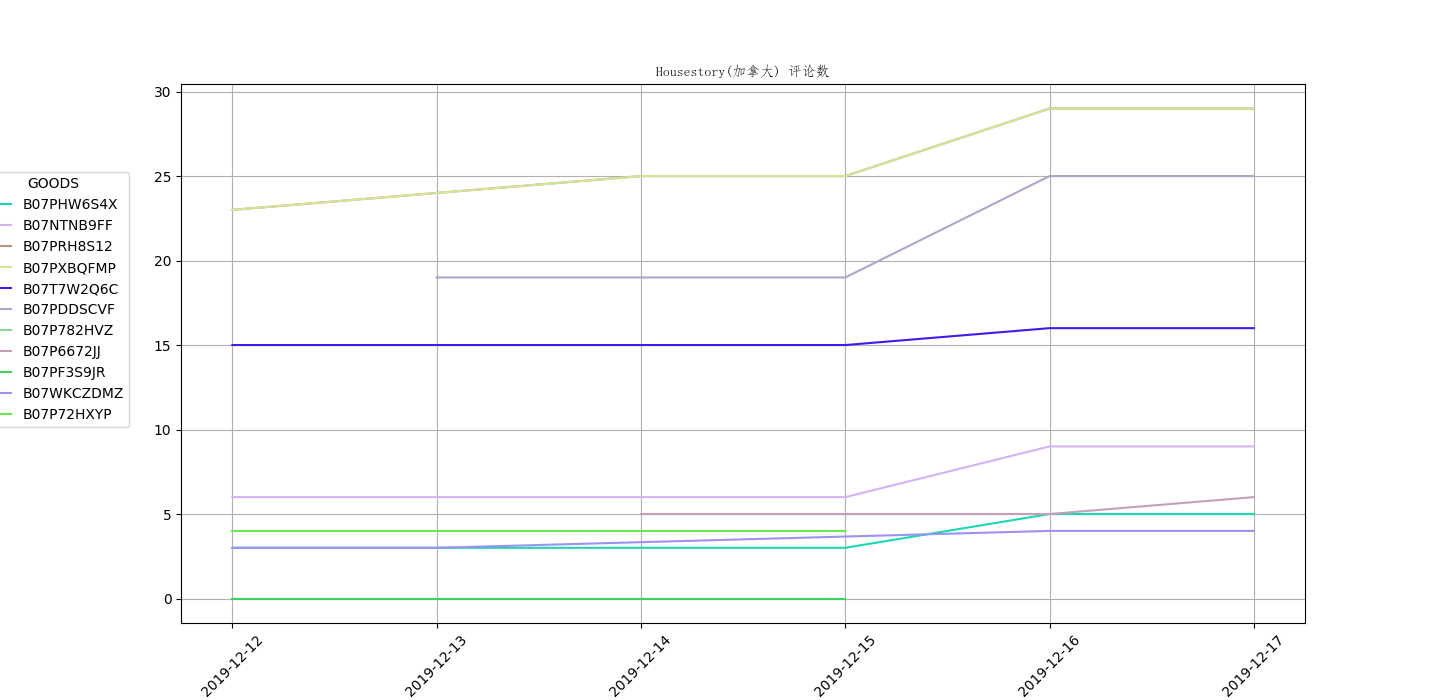 Housestory(加拿大) 评论数
30
25
20
15
10
5
0
GOODS
B07PHW6S4X
B07NTNB9FF
B07PRH8S12
B07PXBQFMP
B07T7W2Q6C
B07PDDSCVF
B07P782HVZ
B07P6672JJ
B07PF3S9JR
B07WKCZDMZ
B07P72HXYP
2019-12-12
2019-12-13
2019-12-14
2019-12-15
2019-12-16
2019-12-17